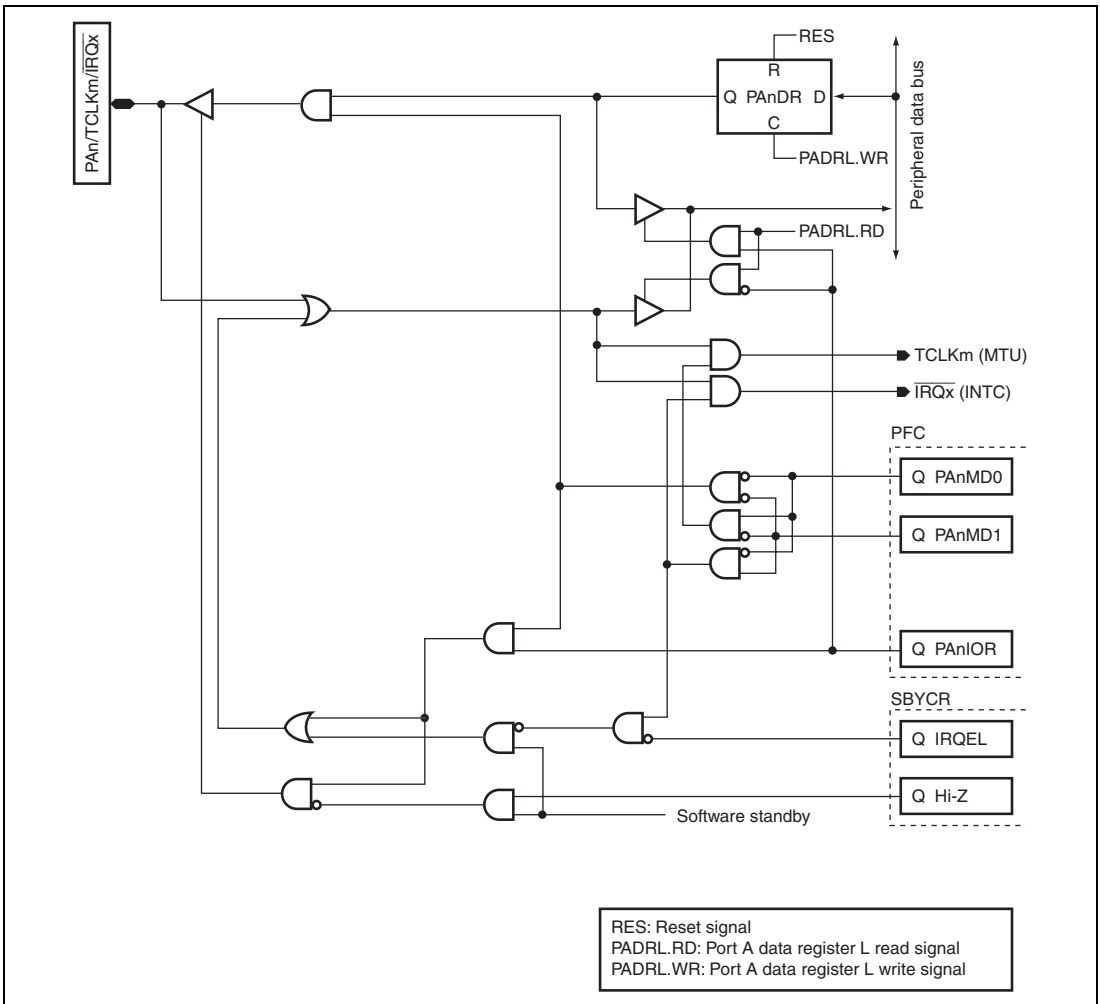 PAn/TCLKm/IRQx
RES
R
Q PAnDR D
C
PADRL.WR
Peripheral data bus
PADRL.RD
TCLKm (MTU)
IRQx (INTC)
PFC
Q PAnMD0
Q PAnMD1
Q PAnIOR
SBYCR
Q IRQEL
Q Hi-Z
Software standby
RES: Reset signal
PADRL.RD: Port A data register L read signal
PADRL.WR: Port A data register L write signal